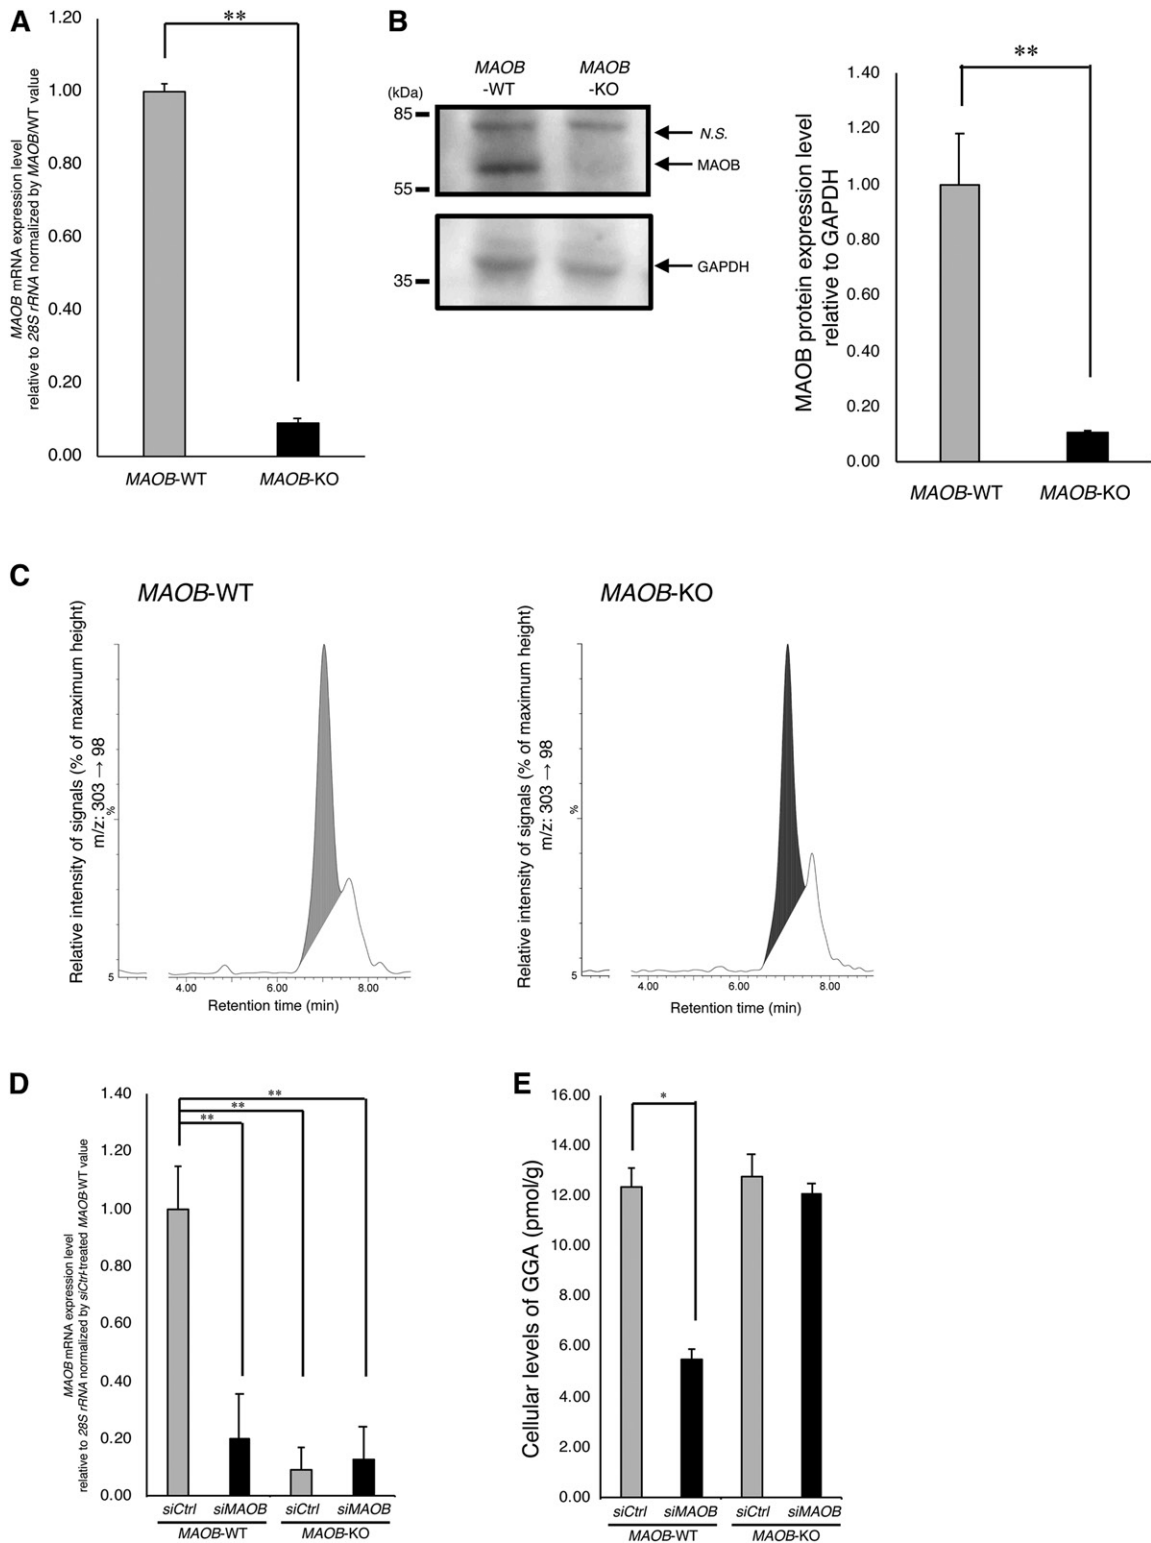 A
MAOB mRNA expression level
relative to 28S rRNA normalized by MAOB/WT value
1.20
1.00
0.80
0.60
0.40
0.20
0.00
**
MAOB-WT
MAOB-KO
B
MAOB
-WT
MAOB
-KO
(kDa)
85
55
35
N.S.
MAOB
GAPDH
MAOB protein expression level
relative to GAPDH
1.40
1.20
1.00
0.80
0.60
0.40
0.20
0.00
**
MAOB-WT
MAOB-KO
C
MAOB-WT
Relative intensity of signals (% of maximum height)
m/z: 303 → 98
%
5
4.00
6.00
8.00
Retention time (min)
MAOB-KO
Relative intensity of signals (% of maximum height)
m/z: 303 → 98
%
5
4.00
6.00
8.00
Retention time (min)
D
MAOB mRNA expression level
relative to 28S rRNA normalized by siCtrl-treated MAOB-WT value
1.40
1.20
1.00
0.80
0.60
0.40
0.20
0.00
**
**
**
siCtrl
siMAOB
siCtrl
siMAOB
MAOB-WT
MAOB-KO
E
Cellular levels of GGA (pmol/g)
16.00
14.00
12.00
10.00
8.00
6.00
4.00
2.00
0.00
*
siCtrl
siMAOB
siCtrl
siMAOB
MAOB-WT
MAOB-KO